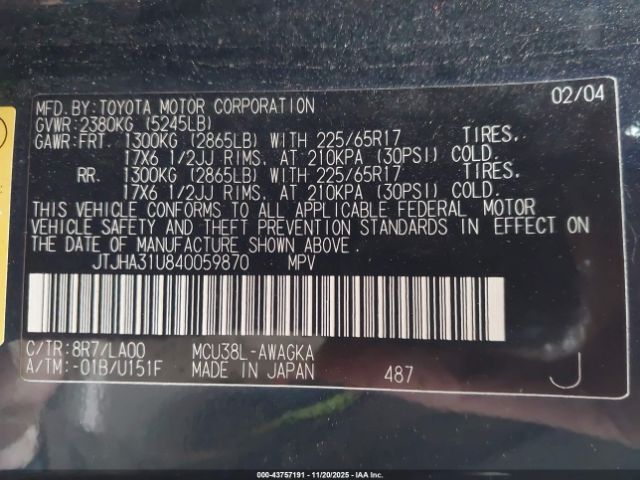 MFD.BY:TOYOTA MOTOR CORPORATION 02/04
GVWR:2380KG (5245LB)
GAWR:FRT. 1300KG (2865LB) WITH 225/65R17 TIRES.
17X6 1/2JJ RIMS. AT 210KPA (30PSI) COLD.
RR. 1300KG (2865LB) WITH 225/65R17 TIRES.
17X6 1/2JJ RIMS. AT 210KPA (30PSI) COLD.
THIS VEHICLE CONFORMS TO ALL APPLICABLE FEDERAL MOTOR
VEHICLE SAFETY AND THEFT PREVENTION STANDARDS IN EFFECT ON
THE DATE OF MANUFACTURE SHOWN ABOVE.
JTJHA31U840059870 MPV
C/TR:8R7/LA00 MCU38L-AWAGKA
A/TM:-01B/U151F MADE IN JAPAN 487 J
000-43757191 - 11/20/2025 - IAA Inc.